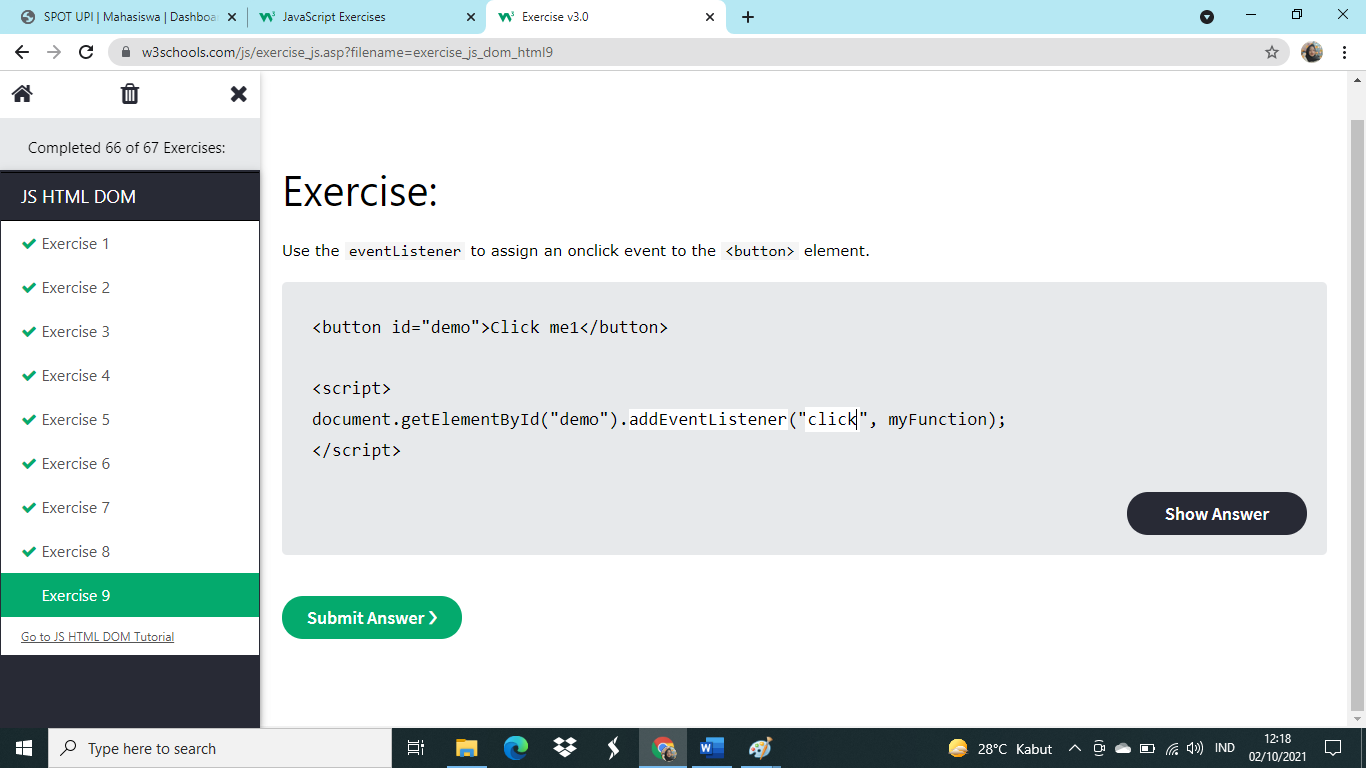 SPOT UPI | Mahasiswa | Dashboa
JavaScript Exercises
Exercise v3.0
w3schools.com/js/exercise_js.asp?filename=exercise_js_dom_html9
Completed 66 of 67 Exercises:
JS HTML DOM
Exercise 1
Exercise 2
Exercise 3
Exercise 4
Exercise 5
Exercise 6
Exercise 7
Exercise 8
Exercise 9
Go to JS HTML DOM Tutorial
Exercise:
Use the eventListener to assign an onclick event to the <button> element.
<button id="demo">Click me1</button>
<script>
document.getElementById("demo").addEventListener("click", myFunction);
</script>
Show Answer
Submit Answer ❯
Type here to search
28°C Kabut
IND
12:18
02/10/2021